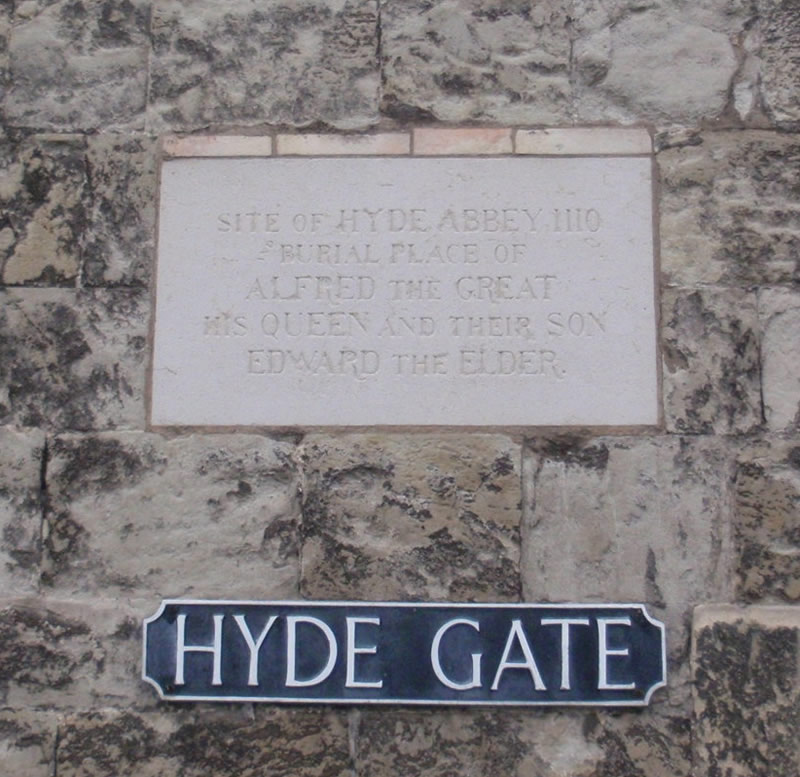 SITE OF HYDE ABBEY 1110
BURIAL PLACE OF
ALFRED THE GREAT
HIS QUEEN AND THEIR SON
EDWARD THE ELDER.
HYDE GATE